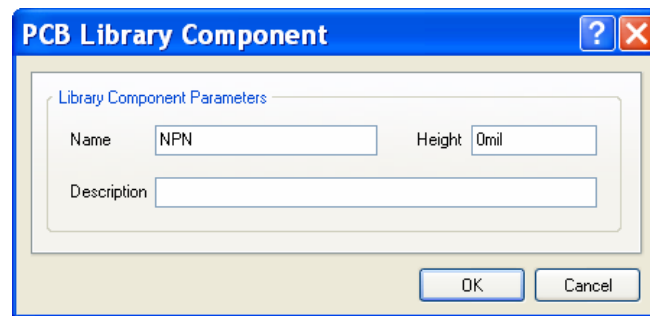 PCB Library Component
?
Library Component Parameters
Name NPN Height 0mil
Description
OK Cancel